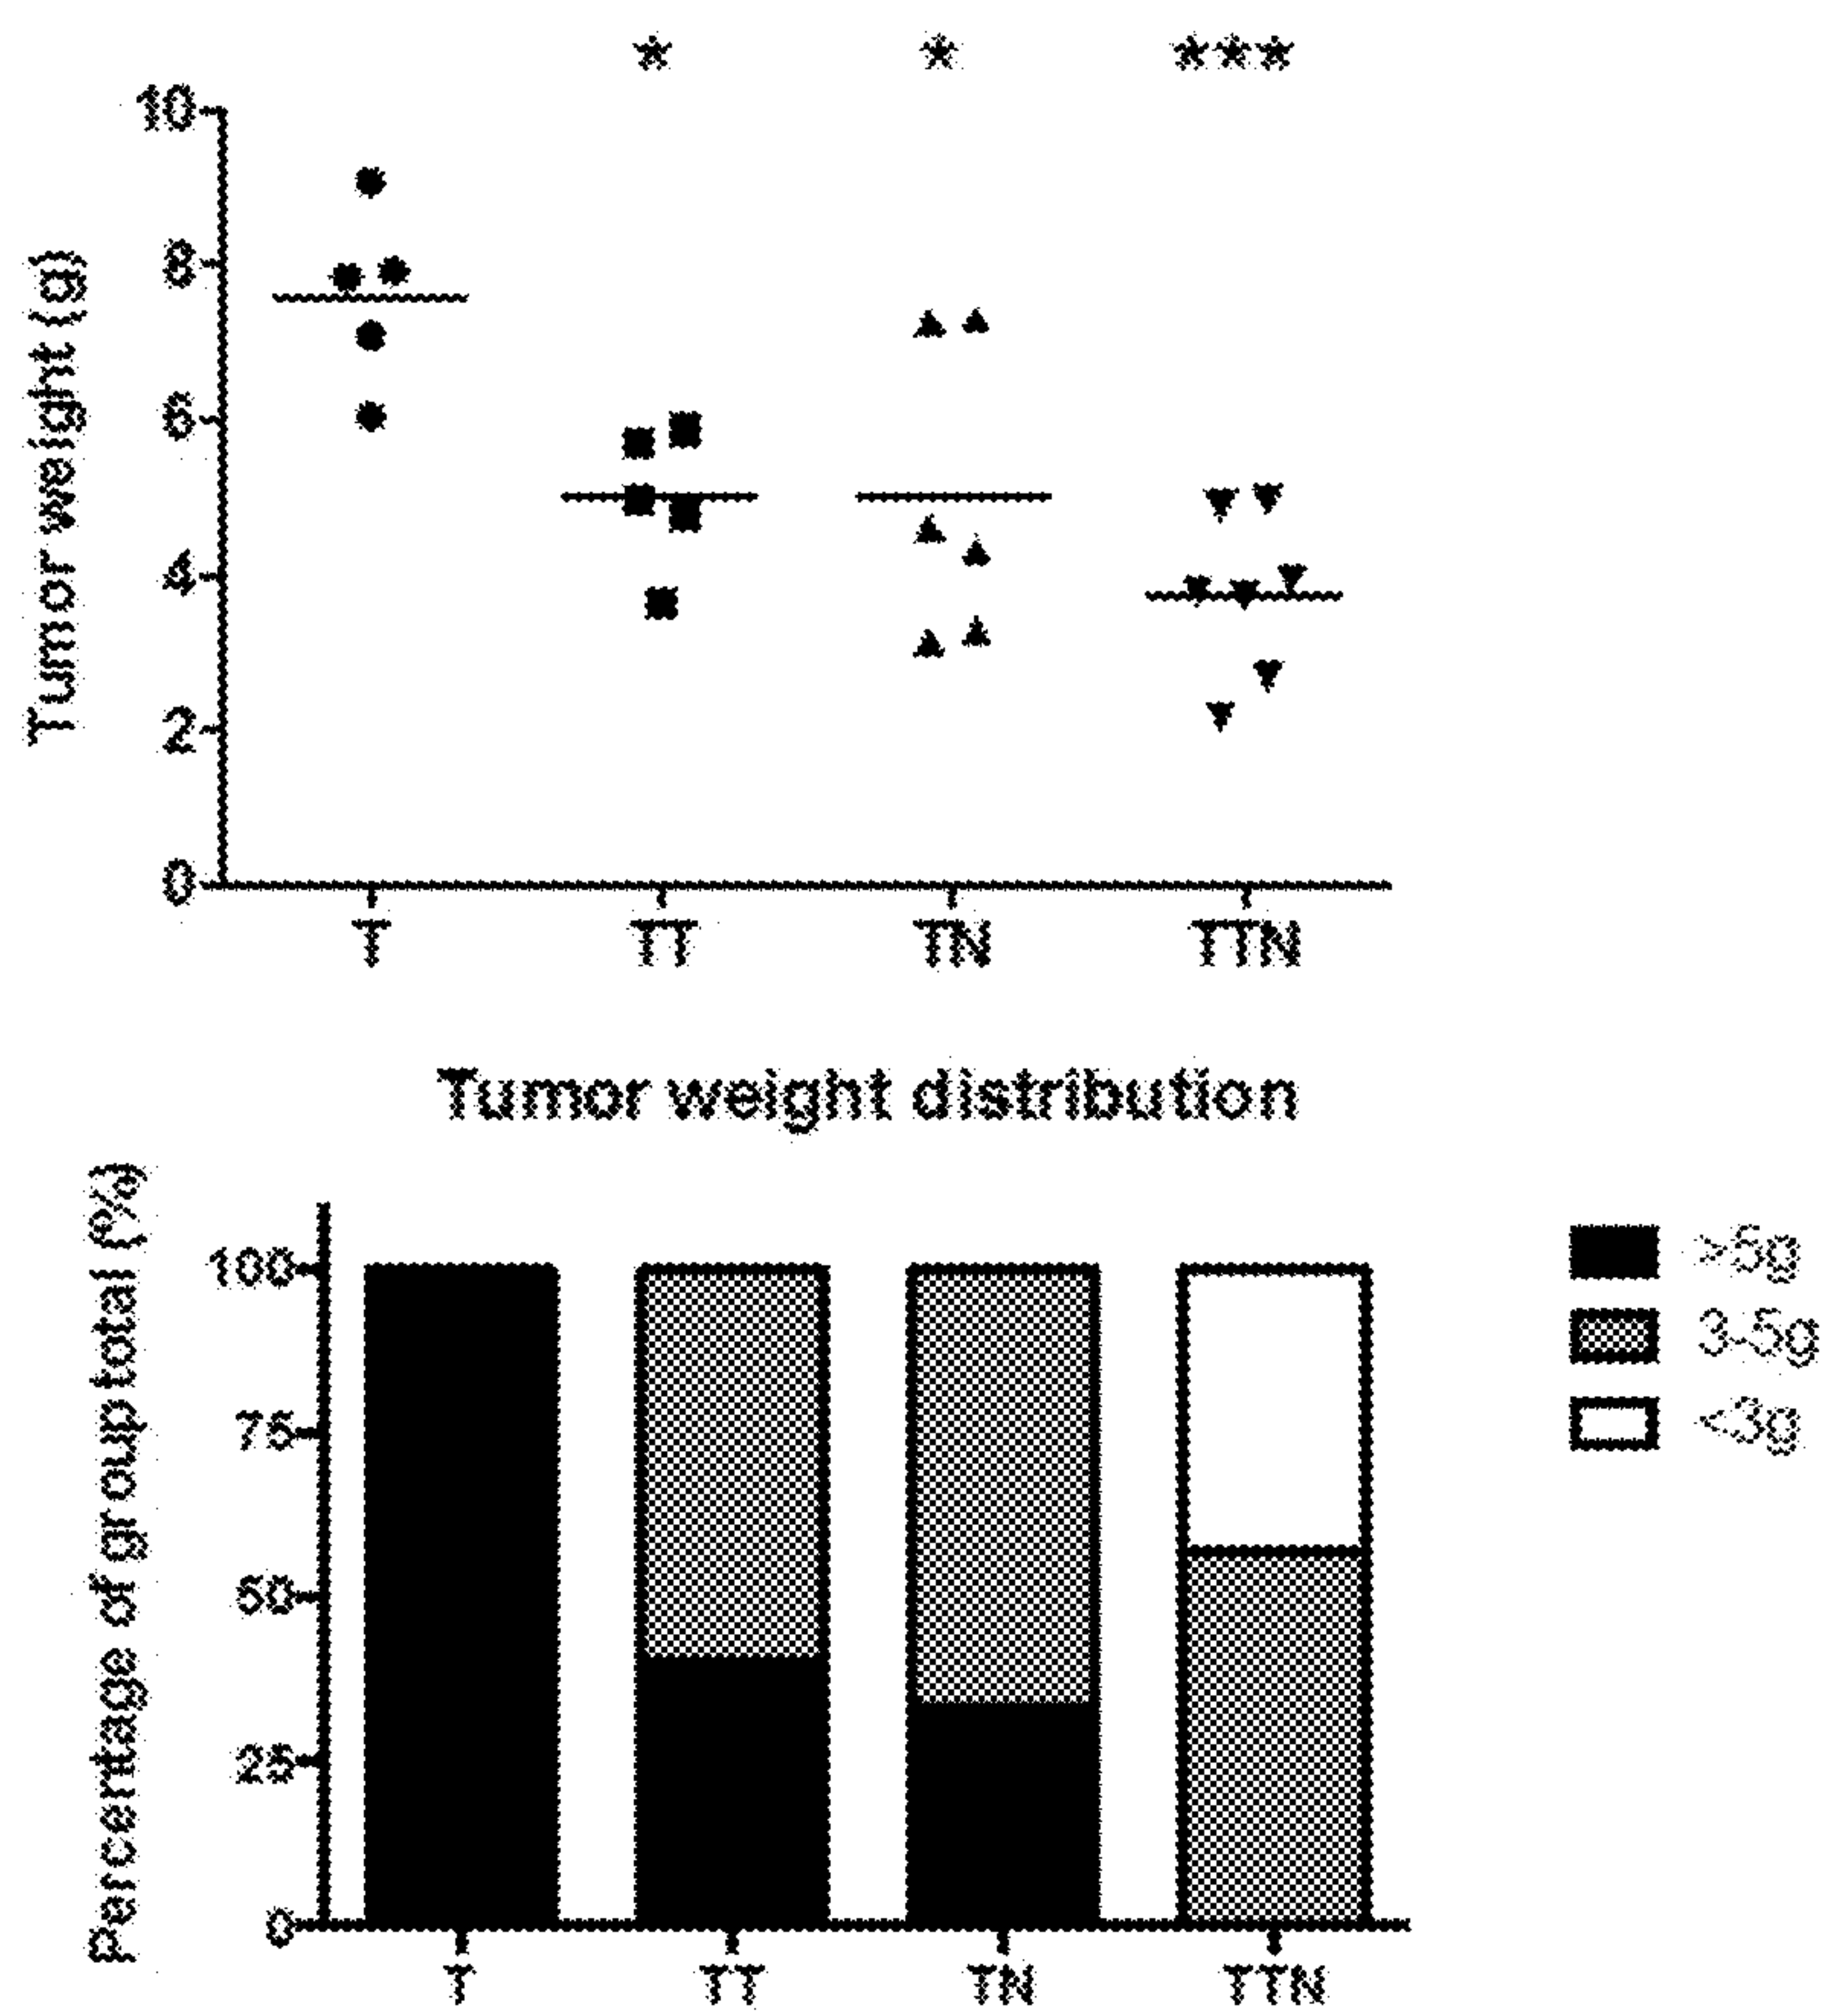 * * ***
Tumor weight (g)
10
8
6
4
2
0
T TT TN TTN
Tumor weight distribution
Percentage of group total (%)
100
75
50
25
0
T TT TN TTN
>5g
3-5g
<3g